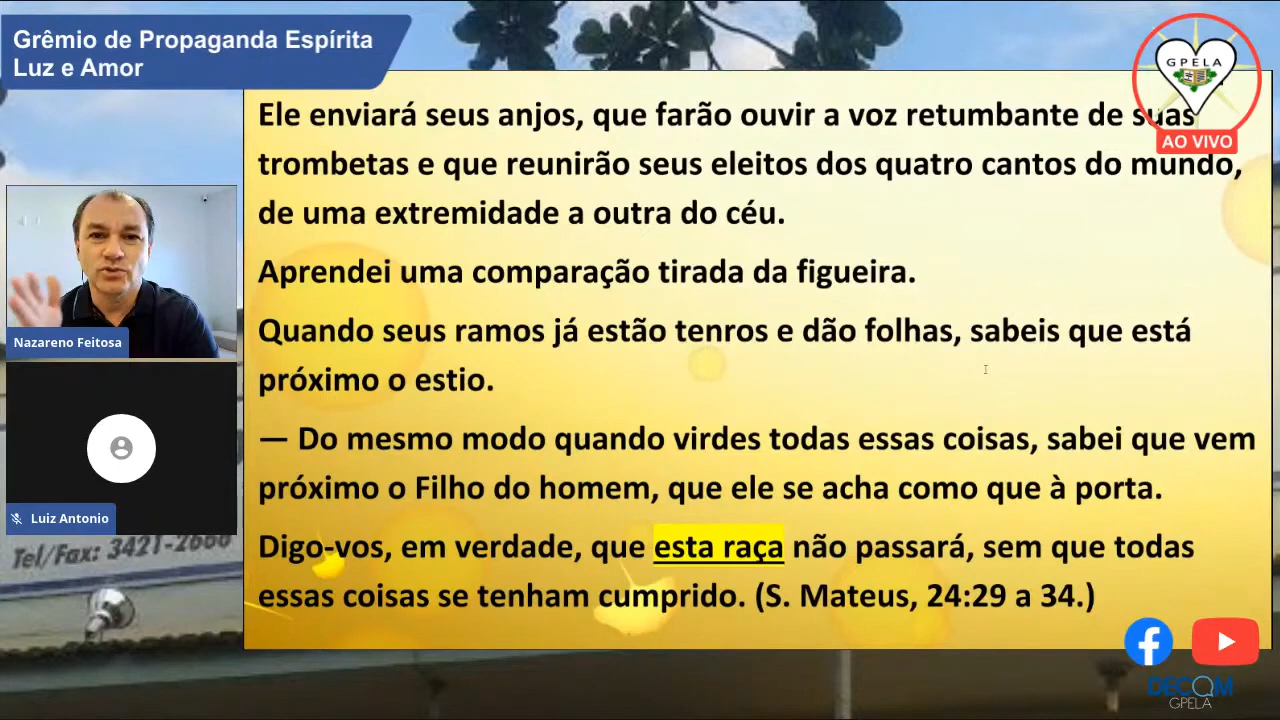 Grêmio de Propaganda Espírita
Luz e Amor
GPELA
AO VIVO
Ele enviará seus anjos, que farão ouvir a voz retumbante de suas
trombetas e que reunirão seus eleitos dos quatro cantos do mundo,
de uma extremidade a outra do céu.
Aprendei uma comparação tirada da figueira.
Quando seus ramos já estão tenros e dão folhas, sabeis que está
próximo o estio.
— Do mesmo modo quando virdes todas essas coisas, sabei que vem
próximo o Filho do homem, que ele se acha como que à porta.
Digo-vos, em verdade, que esta raça não passará, sem que todas
essas coisas se tenham cumprido. (S. Mateus, 24:29 a 34.)
Nazareno Feitosa
Luiz Antonio
Tel/Fax: 3421-2666
DECOM
GPELA